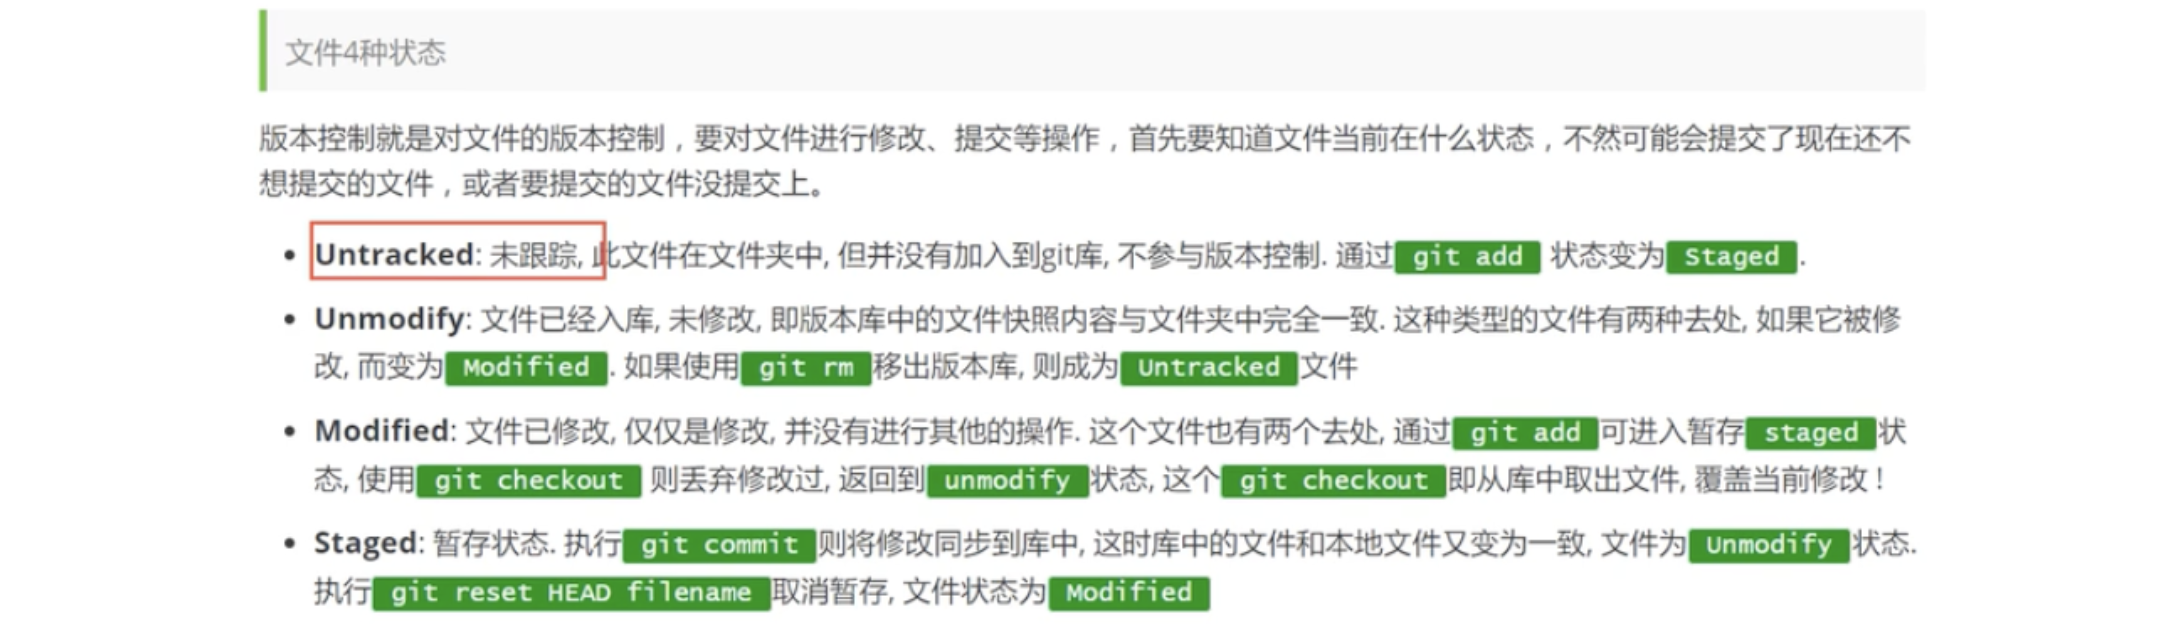 文件4种状态
版本控制就是对文件的版本控制，要对文件进行修改、提交等操作，首先要知道文件当前在什么状态，不然可能会提交了现在还不
想提交的文件，或者要提交的文件没提交上。
• Untracked: 未跟踪, 此文件在文件夹中, 但并没有加入到git库, 不参与版本控制. 通过 git add 状态变为 Staged .
• Unmodify: 文件已经入库, 未修改, 即版本库中的文件快照内容与文件夹中完全一致. 这种类型的文件有两种去处, 如果它被修
改, 而变为 Modified . 如果使用 git rm 移出版本库, 则成为 Untracked 文件
• Modified: 文件已修改, 仅仅是修改, 并没有进行其他的操作. 这个文件也有两个去处, 通过 git add 可进入暂存 staged 状
态, 使用 git checkout 则丢弃修改过, 返回到 unmodify 状态, 这个 git checkout 即从库中取出文件, 覆盖当前修改 !
• Staged: 暂存状态. 执行 git commit 则将修改同步到库中, 这时库中的文件和本地文件又变为一致, 文件为 Unmodify 状态.
执行 git reset HEAD filename 取消暂存, 文件状态为 Modified